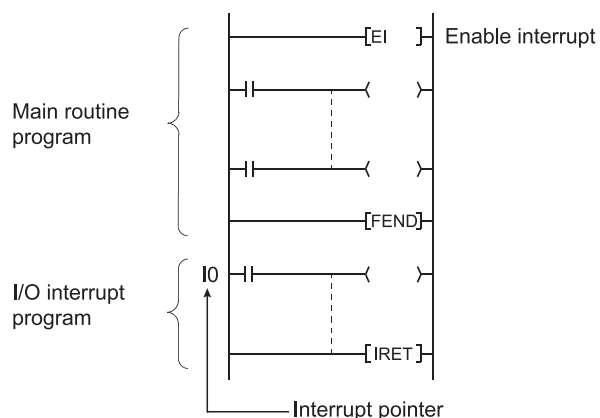 [EI ] Enable interrupt
Main routine
program
[FEND]
I0
I/O interrupt
program
[IRET ]
Interrupt pointer